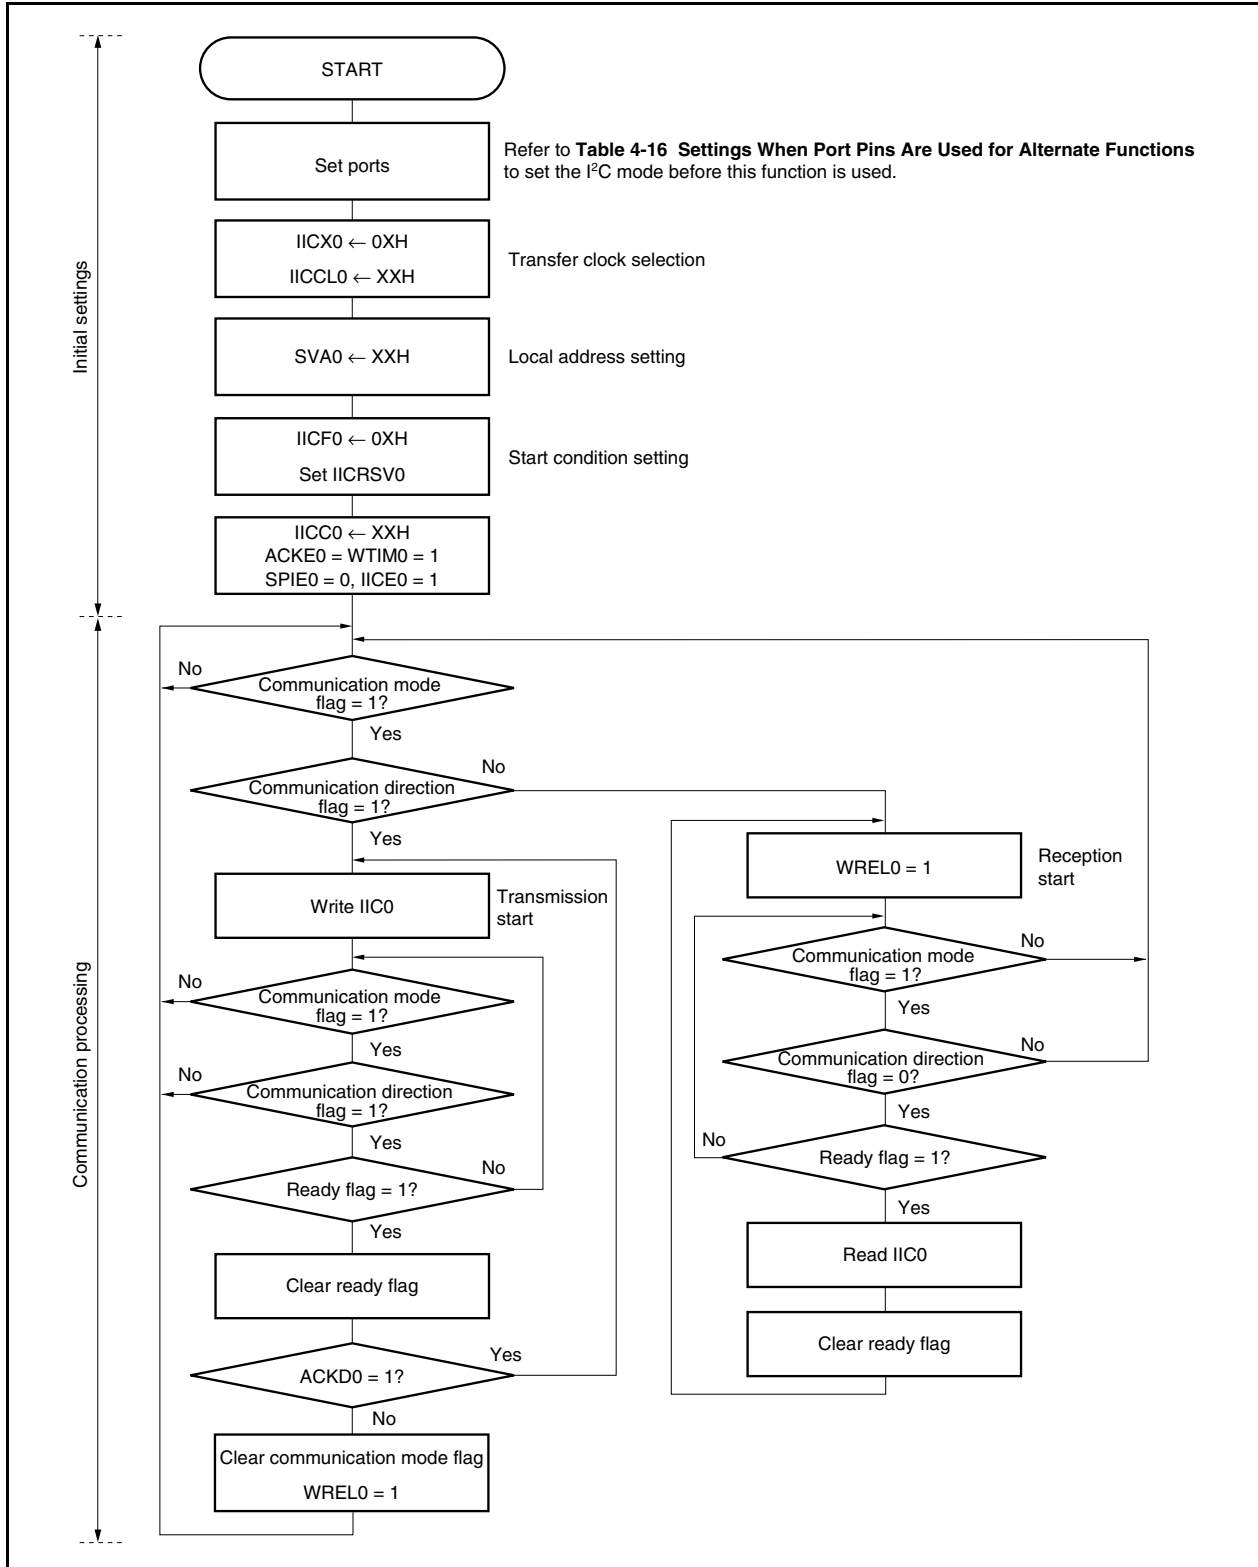 START
Set ports
Refer to Table 4-16 Settings When Port Pins Are Used for Alternate Functions
to set the I²C mode before this function is used.
IICX0 ← 0XH
IICCL0 ← XXH
Transfer clock selection
Initial settings
SVA0 ← XXH
Local address setting
IICF0 ← 0XH
Set IICRSV0
Start condition setting
IICC0 ← XXH
ACKE0 = WTIM0 = 1
SPIE0 = 0, IICE0 = 1
Communication processing
No
Communication mode
flag = 1?
Yes
No
Communication direction
flag = 1?
Yes
Write IIC0
Transmission
start
No
Communication mode
flag = 1?
Yes
No
Communication direction
flag = 1?
Yes
No
Ready flag = 1?
Yes
Clear ready flag
Yes
ACKD0 = 1?
No
Clear communication mode flag
WREL0 = 1
WREL0 = 1
Reception
start
No
Communication mode
flag = 1?
Yes
No
Communication direction
flag = 0?
Yes
No
Ready flag = 1?
Yes
Read IIC0
Clear ready flag